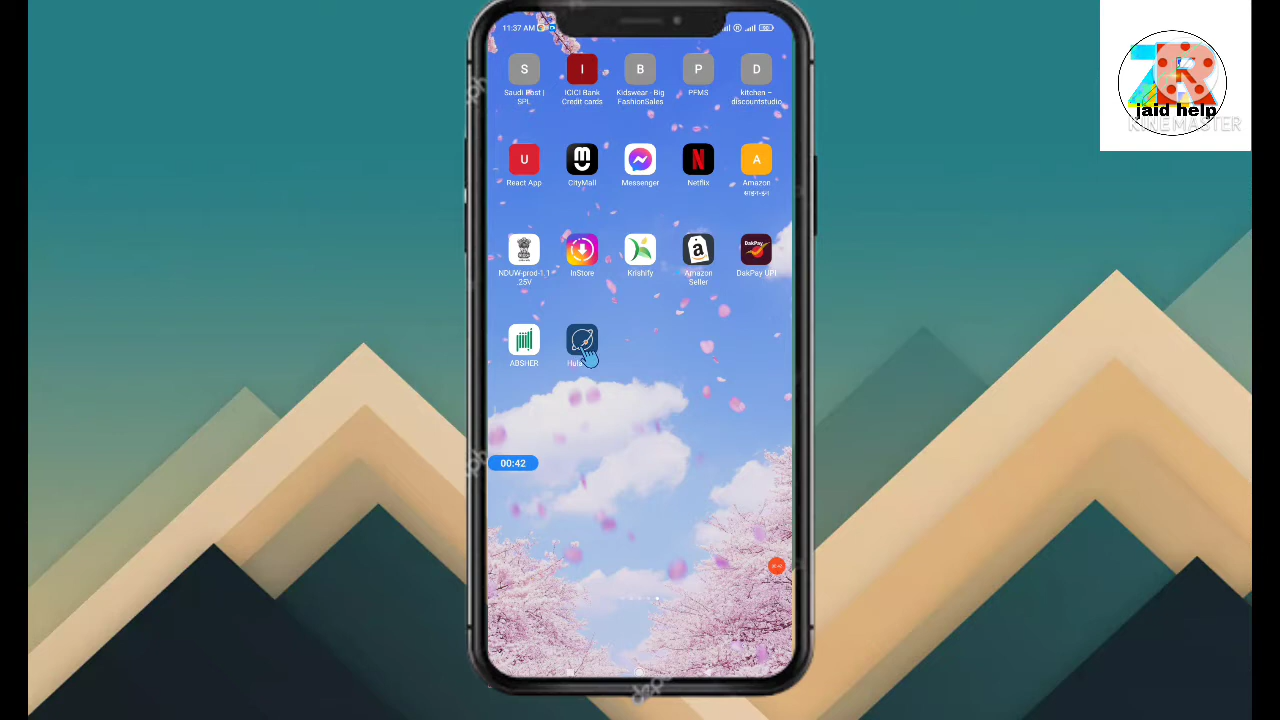 11:37 AM
S I B P D
Saudi Post | SPL
ICICI Bank Credit cards
Kidswear - Big FashionSales
PFMS
kitchen – discountstudio
U A
React App
CityMall
Messenger
Netflix
Amazon
DakPay
NDUW-prod-1.1.25V
InStore
Krishify
Amazon Seller
DakPay UPI
ABSHER
00:42
jaid help
KINEMASTER